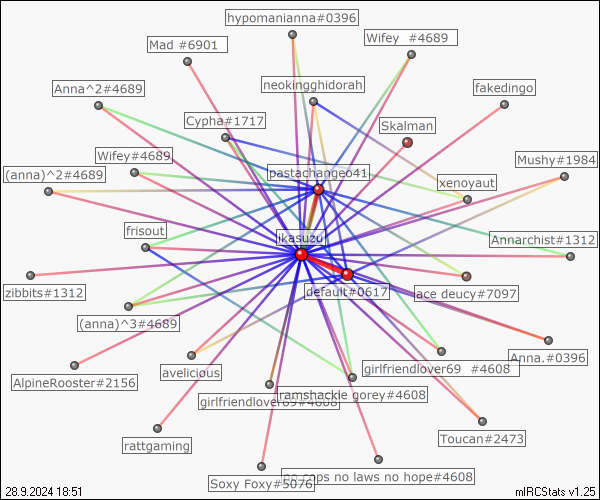 hypomanianna#0396
Mad #6901
Wifey #4689
neokingghidorah
Anna^2#4689
fakedingo
Cypha#1717
Skalman
Wifey#4689
Mushy#1984
(anna)^2#4689
pastachangeo41
xenoyaut
frisout
ikasuzu
Annarchist#1312
zibbits#1312
default#0617
ace deucy#7097
(anna)^3#4689
Anna.#0396
avelicious
girlfriendlover69 #4608
AlpineRooster#2156
ramshackle gorey#4608
girlfriendlover69#4608
rattgaming
Toucan#2473
no cops no laws no hope#4608
Soxy Foxy#5076
28.9.2024 18:51
mIRCStats v1.25